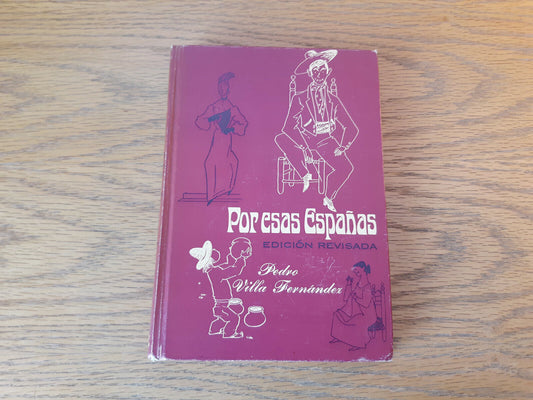 Por esas Españas
EDICIÓN REVISADA
Pedro
Villa Fernández